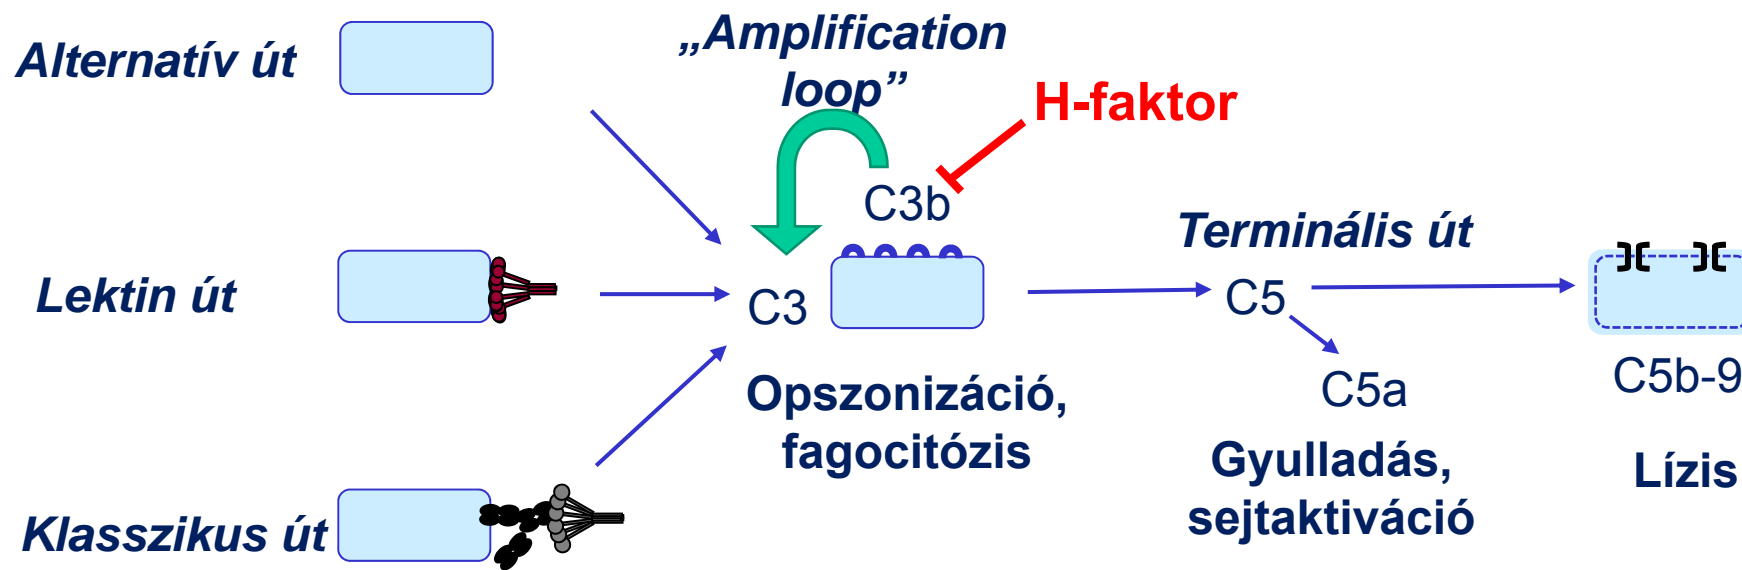 Alternatív út
„Amplification
loop”
H-faktor
C3b
Lektin út
C3
Terminális út
C5
C5a
C5b-9
Opszonizáció,
fagocitózis
Gyulladás,
sejtaktiváció
Lízis
Klasszikus út